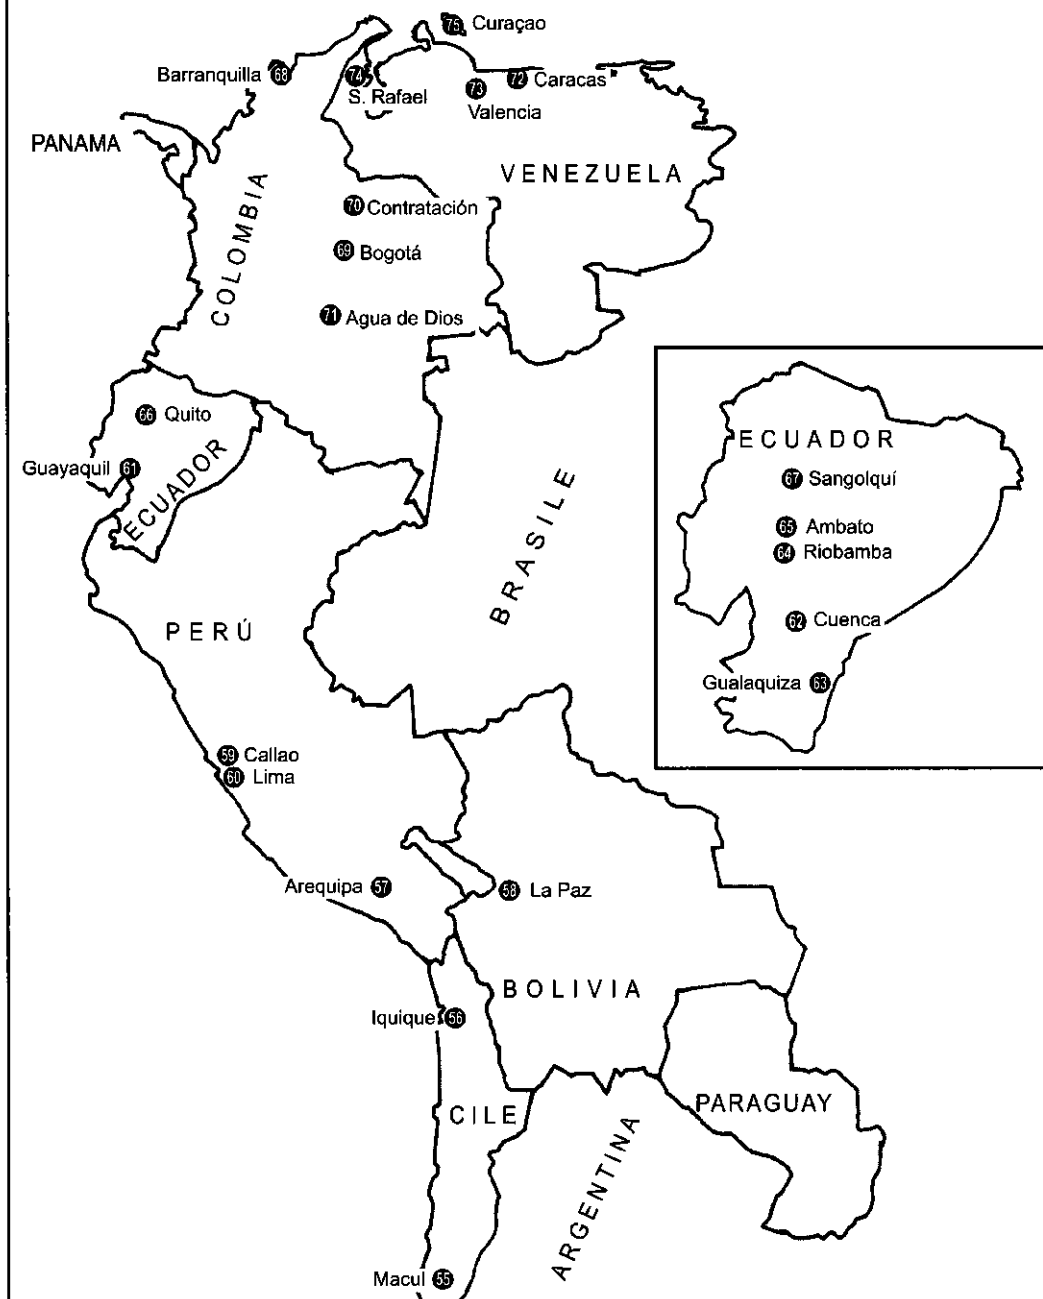 75 Curaçao
Barranquilla 68
74 S. Rafael
73 Valencia
72 Caracas
PANAMA
VENEZUELA
COLOMBIA
70 Contratación
69 Bogotá
71 Agua de Dios
66 Quito
Guayaquil 61
ECUADOR
BRASILE
PERÚ
ECUADOR
67 Sangolquí
65 Ambato
64 Riobamba
62 Cuenca
Gualaquiza 63
59 Callao
60 Lima
Arequipa 57
58 La Paz
BOLIVIA
Iquique 56
CILE
PARAGUAY
ARGENTINA
Macul 55